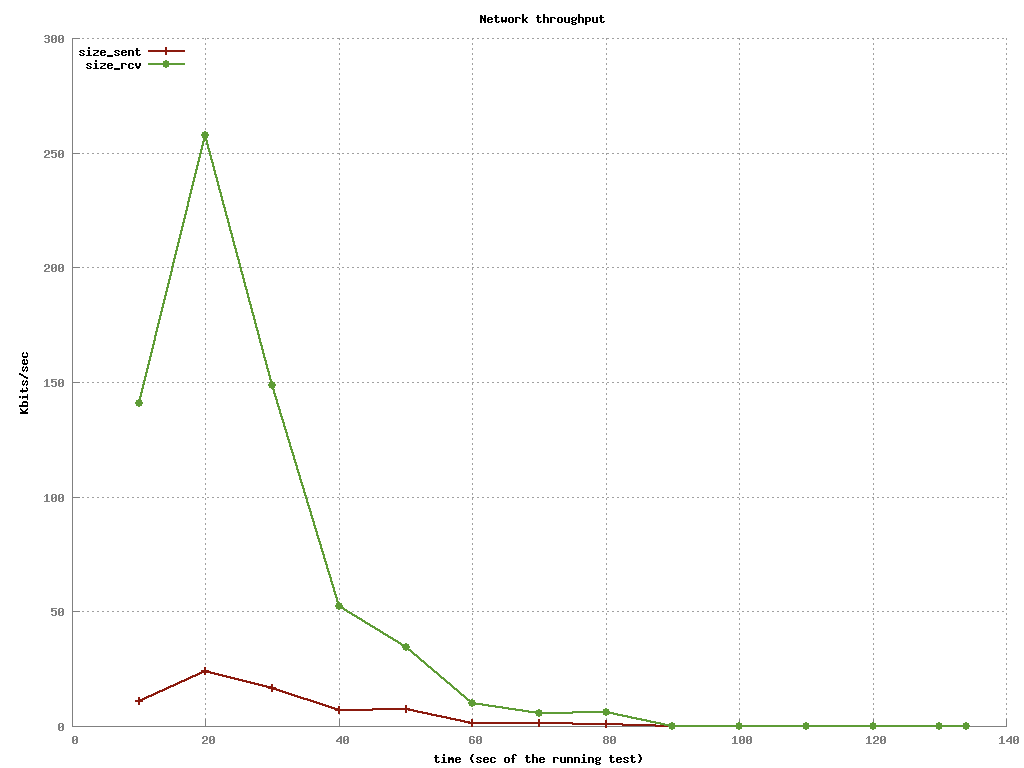 Network throughput
size_sent
size_rcv
300
250
200
150
100
50
0
Kbits/sec
0 20 40 60 80 100 120 140
time (sec of the running test)